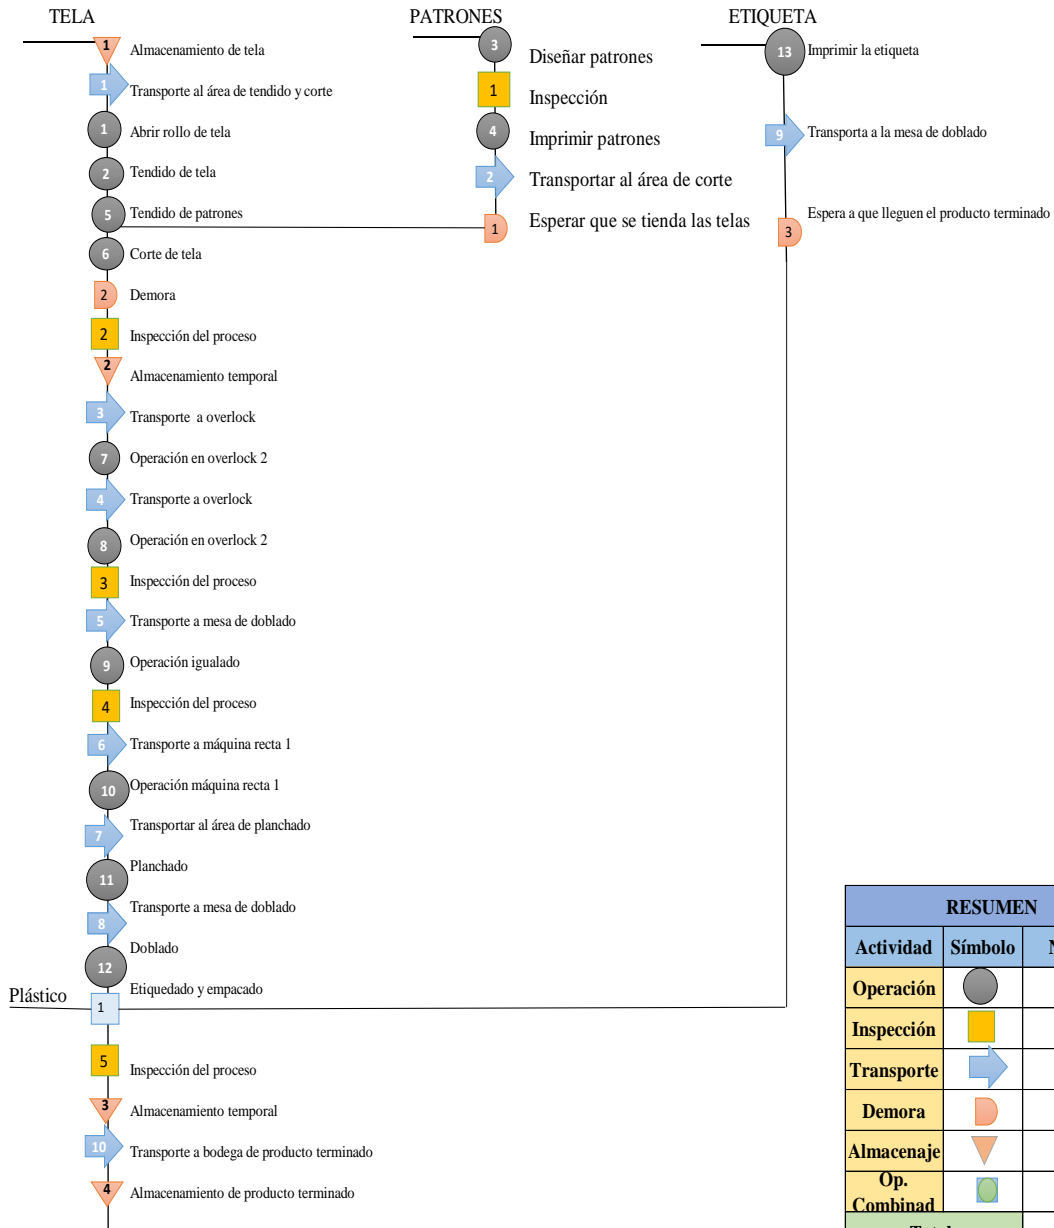 TELA
1 Almacenamiento de tela
1 Transporte al área de tendido y corte
1 Abrir rollo de tela
2 Tendido de tela
5 Tendido de patrones
6 Corte de tela
2 Demora
2 Inspección del proceso
2 Almacenamiento temporal
3 Transporte a overlock
7 Operación en overlock 2
4 Transporte a overlock
8 Operación en overlock 2
3 Inspección del proceso
5 Transporte a mesa de doblado
9 Operación igualado
4 Inspección del proceso
6 Transporte a máquina recta 1
10 Operación máquina recta 1
7 Transportar al área de planchado
11 Planchado
8 Transporte a mesa de doblado
12 Doblado
Plástico
1 Etiquedado y empacado
5 Inspección del proceso
3 Almacenamiento temporal
10 Transporte a bodega de producto terminado
4 Almacenamiento de producto terminado
PATRONES
3 Diseñar patrones
1 Inspección
4 Imprimir patrones
2 Transportar al área de corte
1 Esperar que se tienda las telas
ETIQUETA
13 Imprimir la etiqueta
9 Transporta a la mesa de doblado
3 Espera a que lleguen el producto terminado
RESUMEN
Actividad Símbolo
Operación
Inspección
Transporte
Demora
Almacenaje
Op.
Combinad